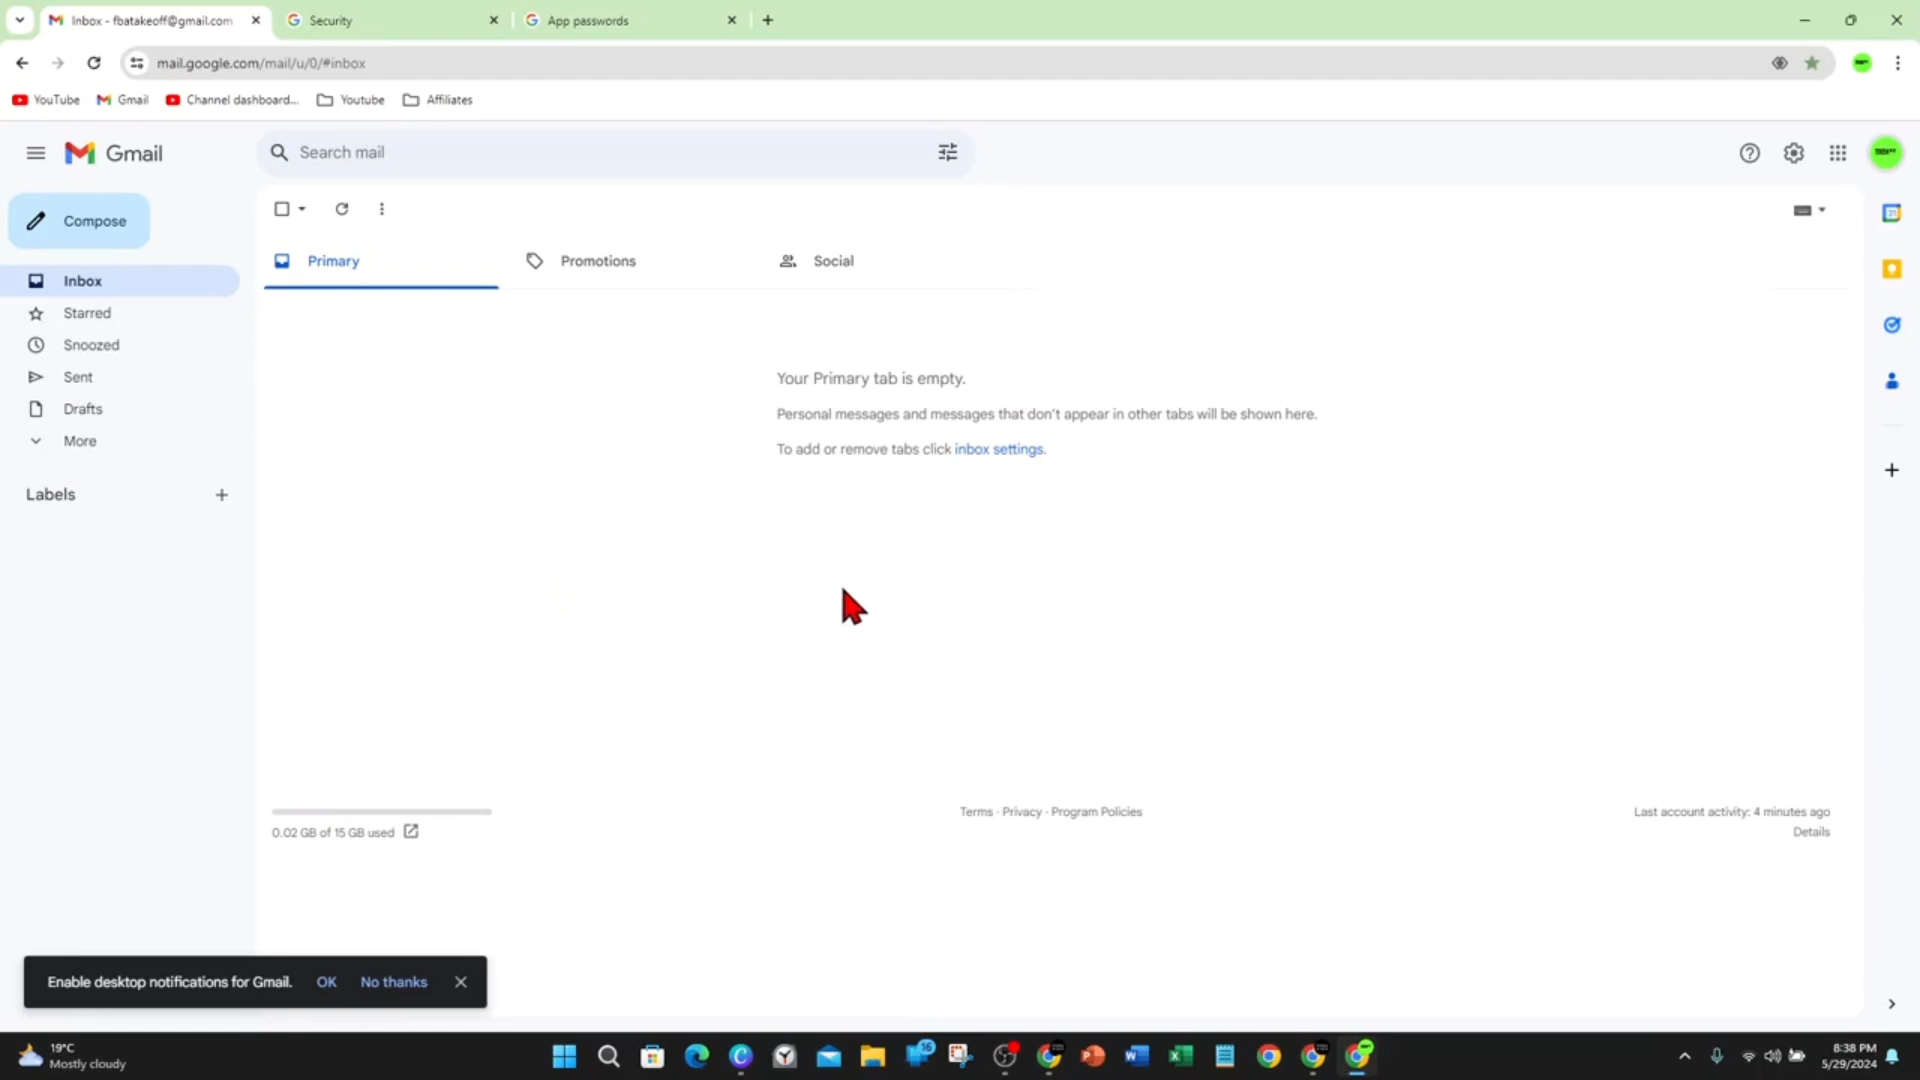 Inbox - fbatakeoff@gmail.com
Security
App passwords
mail.google.com/mail/u/0/#inbox
YouTube
Gmail
Channel dashboard...
Youtube
Affiliates
Gmail
Search mail
Compose
Primary
Promotions
Social
Inbox
Starred
Snoozed
Sent
Drafts
More
Labels
Your Primary tab is empty.
Personal messages and messages that don't appear in other tabs will be shown here.
To add or remove tabs click inbox settings.
Terms · Privacy · Program Policies
Last account activity: 4 minutes ago
0.02 GB of 15 GB used
Details
Enable desktop notifications for Gmail. OK No thanks
19°C
Mostly cloudy
16
8:38 PM
5/29/2024